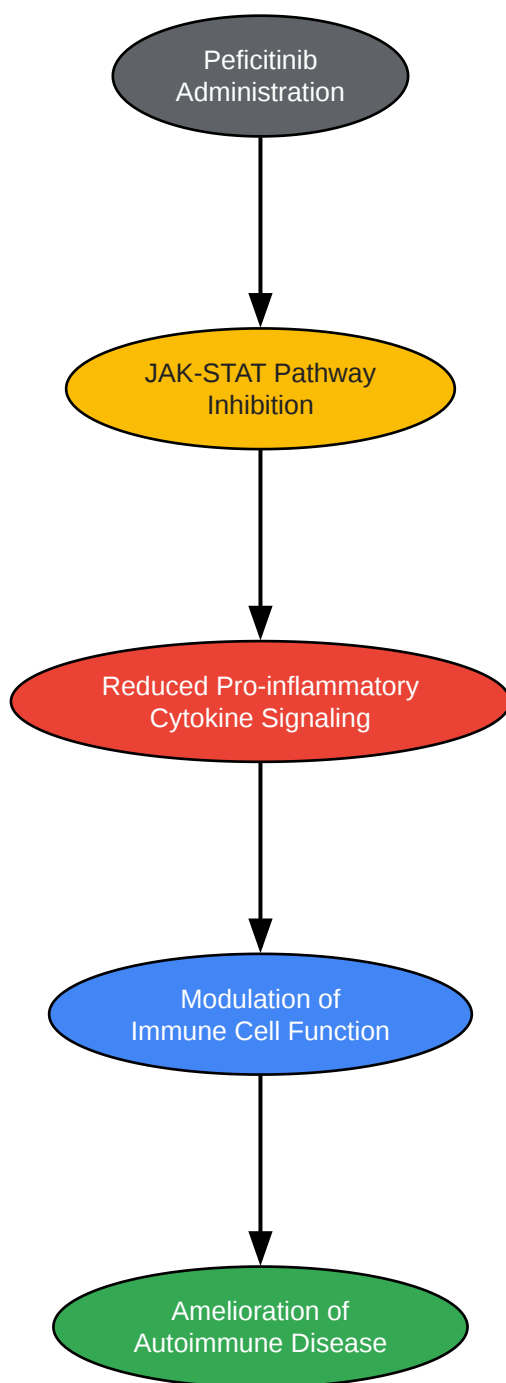 Peficitinib
Administration
JAK-STAT Pathway
Inhibition
Reduced Pro-inflammatory
Cytokine Signaling
Modulation of
Immune Cell Function
Amelioration of
Autoimmune Disease